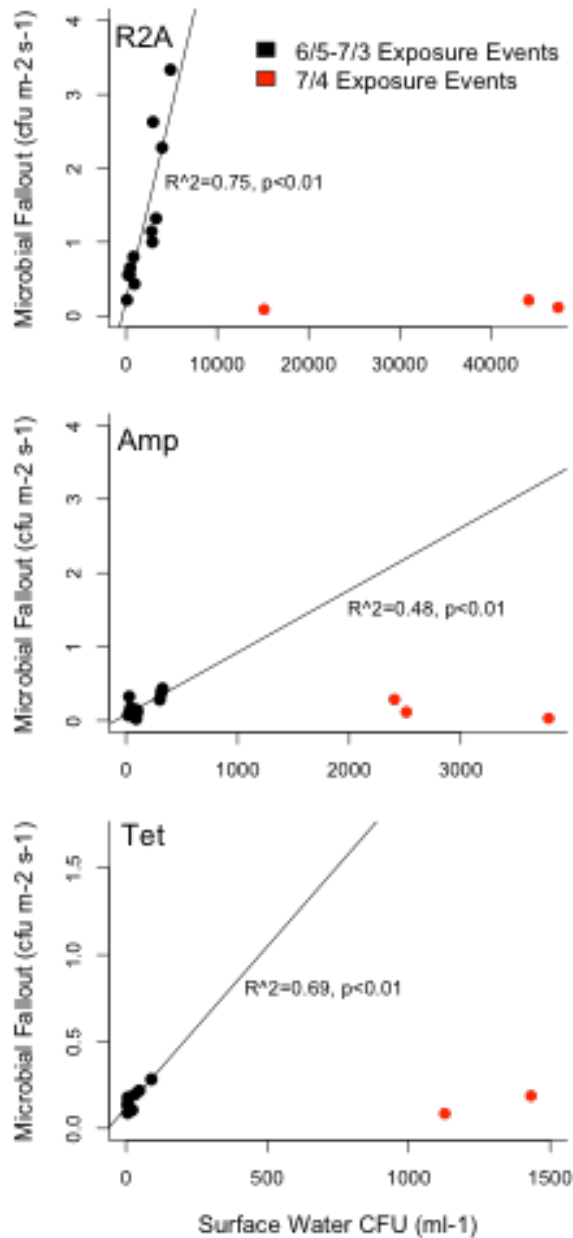 R2A
6/5-7/3 Exposure Events
7/4 Exposure Events
R^2=0.75, p<0.01
Microbial Fallout (cfu m-2 s-1)
4
3
2
1
0
0 10000 20000 30000 40000
Amp
R^2=0.48, p<0.01
Microbial Fallout (cfu m-2 s-1)
4
3
2
1
0
0 1000 2000 3000
Tet
R^2=0.69, p<0.01
Microbial Fallout (cfu m-2 s-1)
1.5
1.0
0.5
0.0
0 500 1000 1500
Surface Water CFU (ml-1)